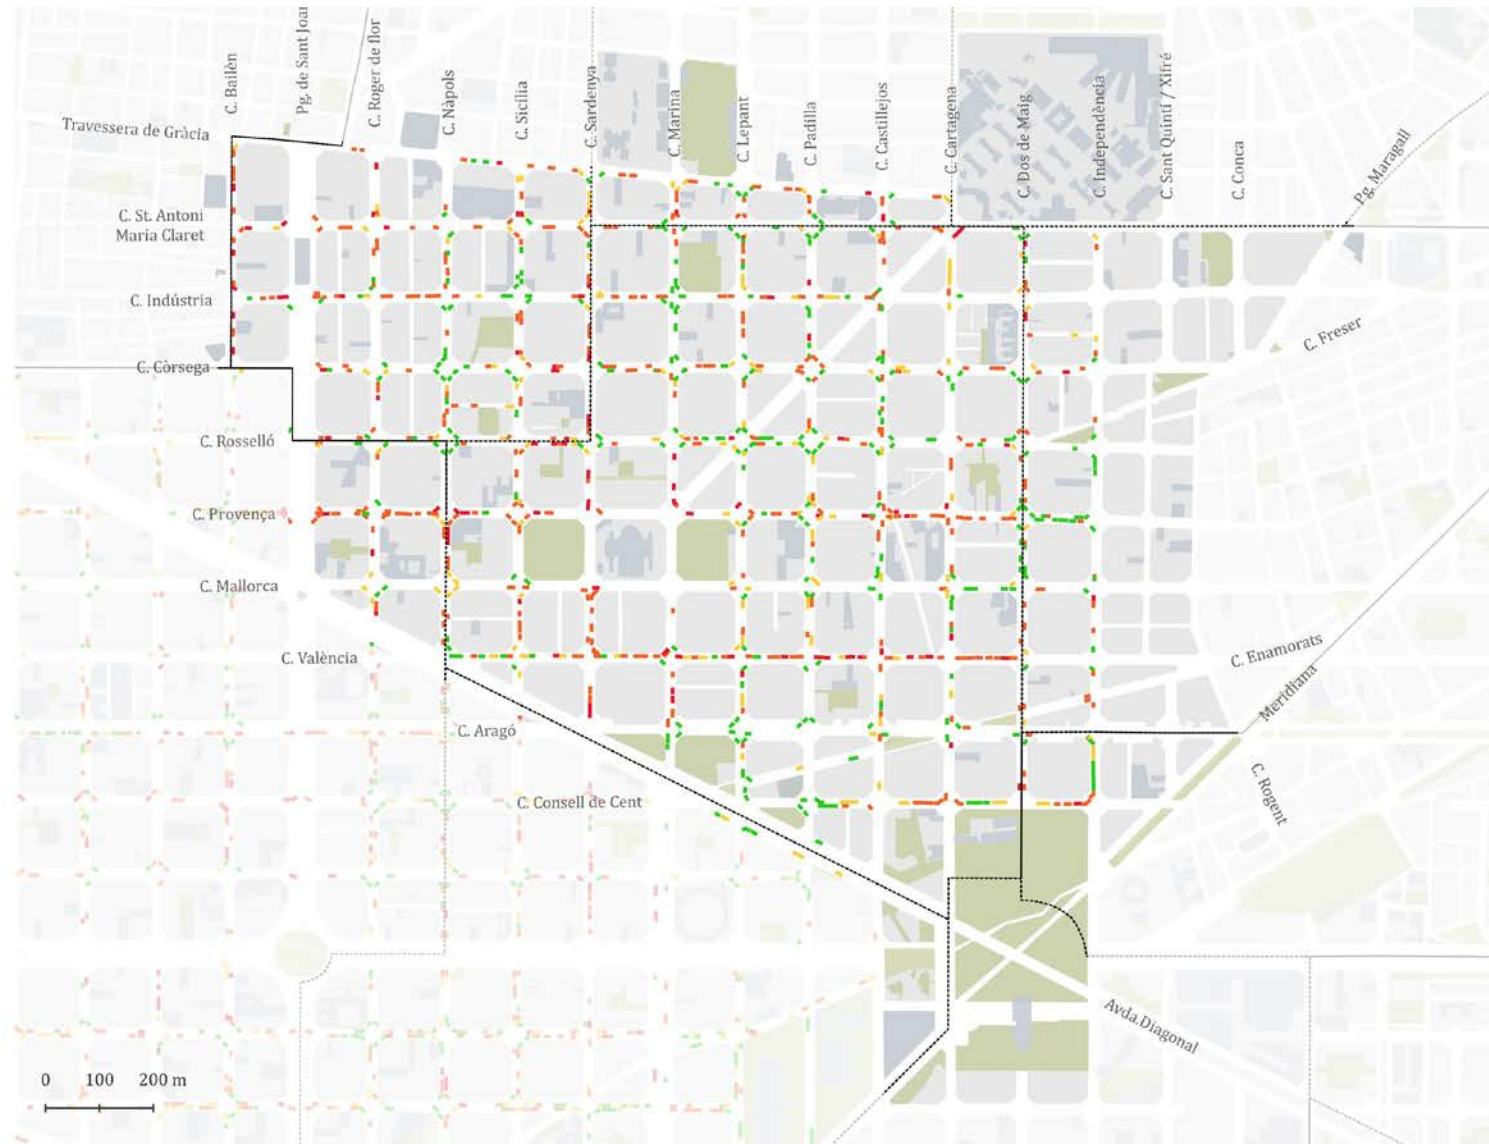 C. Bailèn
Pg. de Sant Joan
C. Roger de flor
C. Nàpols
C. Sicília
C. Sardenya
C. Marina
C. Lepant
C. Padilla
C. Castillejos
C. Cartagena
C. Dos de Maig
C. Independència
C. Sant Quintí / Xifré
C. Conca
Pg. Maragall
Travessera de Gràcia
C. St. Antoni
Maria Claret
C. Indústria
C. Freser
C. Còrsega
C. Rosselló
C. Provença
C. Mallorca
C. València
C. Enamorats
Meridiana
C. Aragó
C. Rogent
C. Consell de Cent
Avda.Diagonal
0 100 200 m